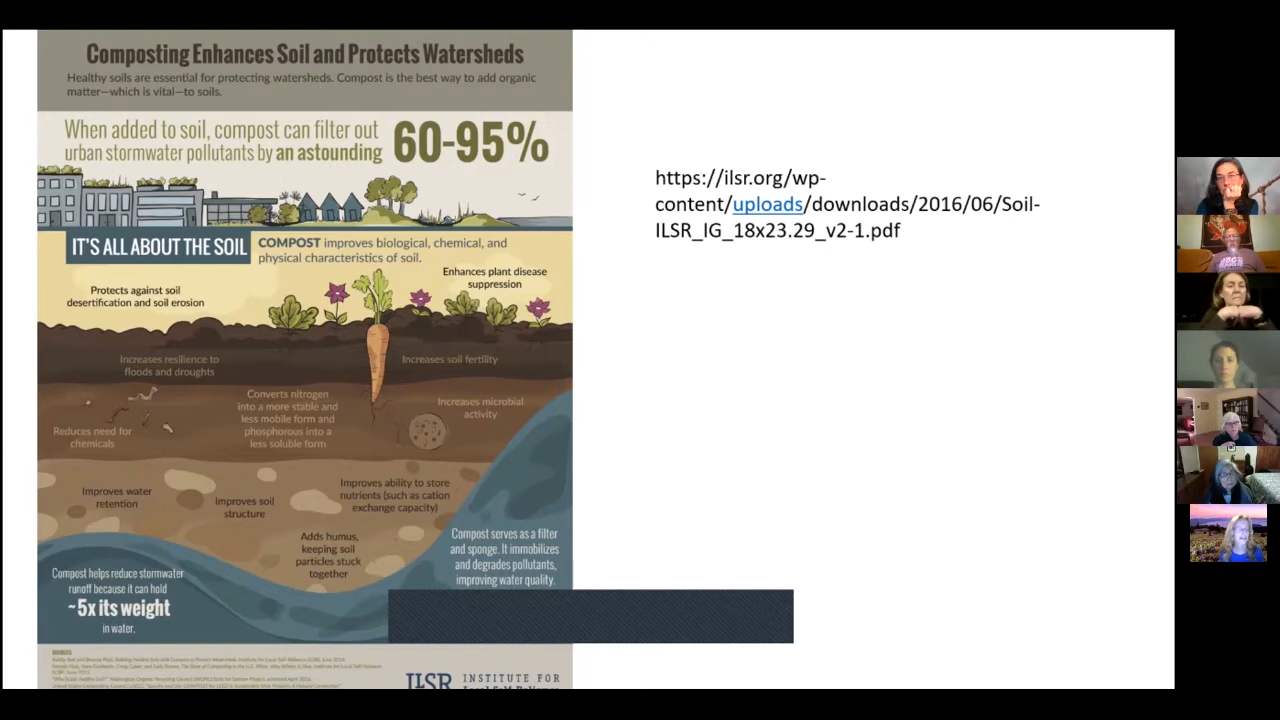 Composting Enhances Soil and Protects Watersheds
Healthy soils are essential for protecting watersheds. Compost is the best way to add organic
matter—which is vital—to soils.
When added to soil, compost can filter out
urban stormwater pollutants by an astounding
60-95%
IT'S ALL ABOUT THE SOIL
COMPOST improves biological, chemical, and
physical characteristics of soil.
Enhances plant disease
suppression
Protects against soil
desertification and soil erosion
Increases resilience to
floods and droughts
Increases soil fertility
Converts nitrogen
into a more stable and
less mobile form and
phosphorous into a
less soluble form
Increases microbial
activity
Reduces need for
chemicals
Improves water
retention
Improves soil
structure
Improves ability to store
nutrients (such as cation
exchange capacity)
Adds humus,
keeping soil
particles stuck
together
Compost serves as a filter
and sponge. It immobilizes
and degrades pollutants,
improving water quality.
Compost helps reduce stormwater
runoff because it can hold
~5x its weight
in water.
SOURCES
ILSR
INSTITUTE FOR
Local Self-Reliance
https://ilsr.org/wp-
content/uploads/downloads/2016/06/Soil-
ILSR_IG_18x23.29_v2-1.pdf